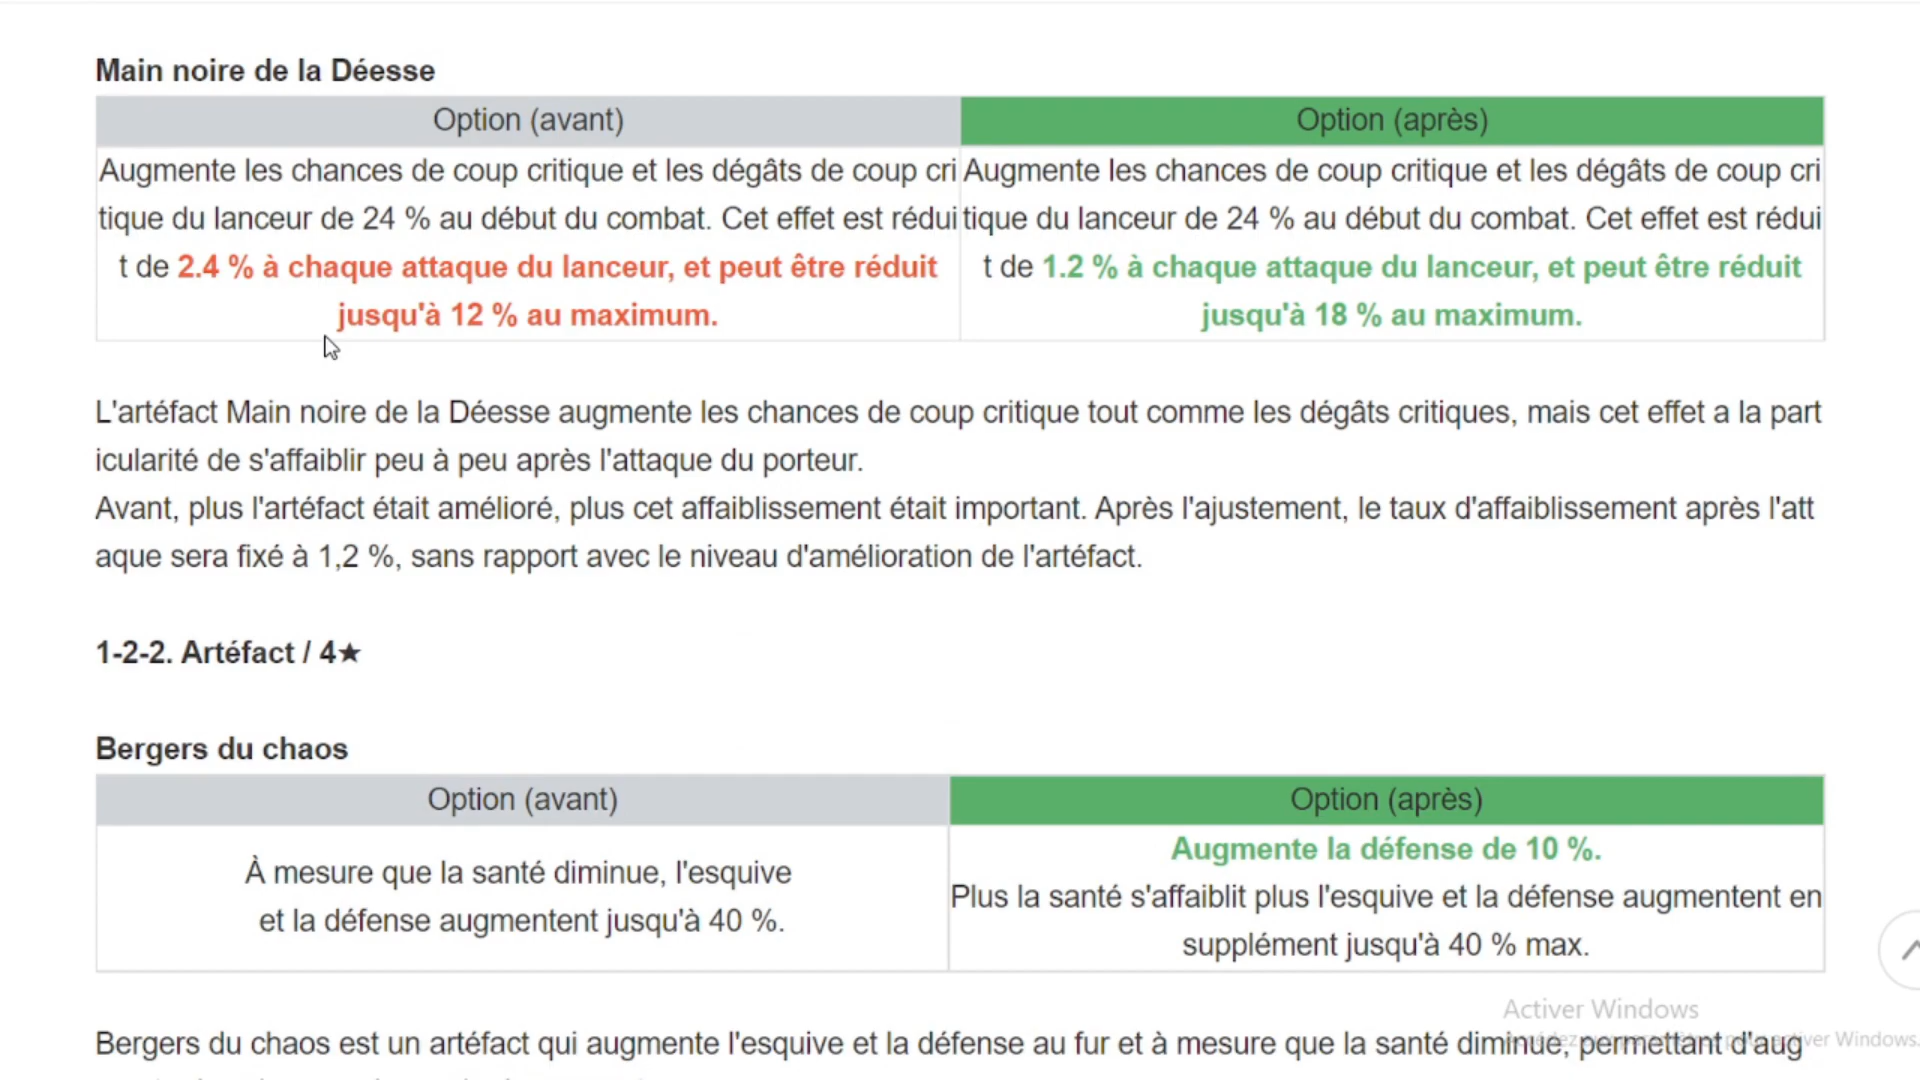 Main noire de la Déesse
Option (avant)
Option (après)
Augmente les chances de coup critique et les dégâts de coup cri
tique du lanceur de 24 % au début du combat. Cet effet est rédui
t de 2.4 % à chaque attaque du lanceur, et peut être réduit
jusqu'à 12 % au maximum.
Augmente les chances de coup critique et les dégâts de coup cri
tique du lanceur de 24 % au début du combat. Cet effet est rédui
t de 1.2 % à chaque attaque du lanceur, et peut être réduit
jusqu'à 18 % au maximum.
L'artéfact Main noire de la Déesse augmente les chances de coup critique tout comme les dégâts critiques, mais cet effet a la part
icularité de s'affaiblir peu à peu après l'attaque du porteur.
Avant, plus l'artéfact était amélioré, plus cet affaiblissement était important. Après l'ajustement, le taux d'affaiblissement après l'att
aque sera fixé à 1,2 %, sans rapport avec le niveau d'amélioration de l'artéfact.
1-2-2. Artéfact / 4★
Bergers du chaos
Option (avant)
Option (après)
À mesure que la santé diminue, l'esquive
et la défense augmentent jusqu'à 40 %.
Augmente la défense de 10 %.
Plus la santé s'affaiblit plus l'esquive et la défense augmentent en
supplément jusqu'à 40 % max.
Activer Windows
Bergers du chaos est un artéfact qui augmente l'esquive et la défense au fur et à mesure que la santé diminue, permettant d'aug